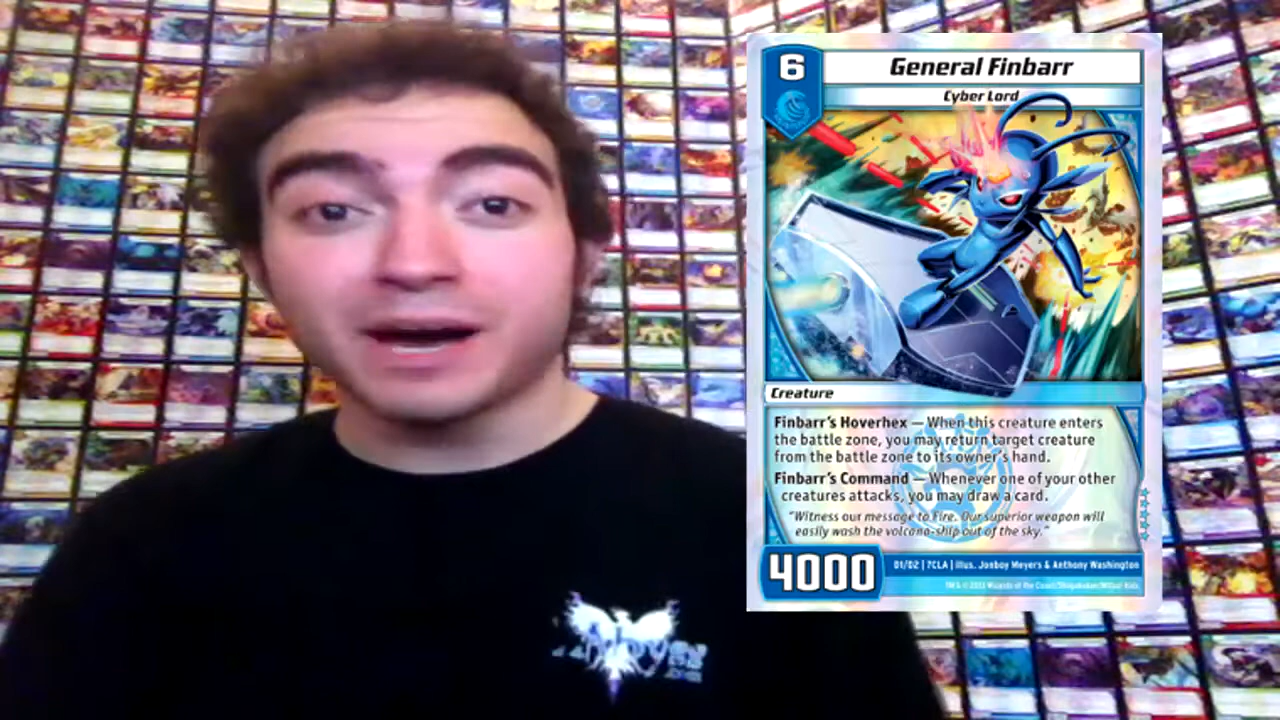 6
General Finbarr
Cyber Lord
Creature
Finbarr's Hoverhex — When this creature enters
the battle zone, you may return target creature
from the battle zone to its owner's hand.
Finbarr's Command — Whenever one of your other
creatures attacks, you may draw a card.
"Witness our message to Fire. Our superior weapon will
easily wash the volcano-ship out of the sky."
4000
01/02 | 7CLA | illus. Jonboy Meyers & Anthony Washington